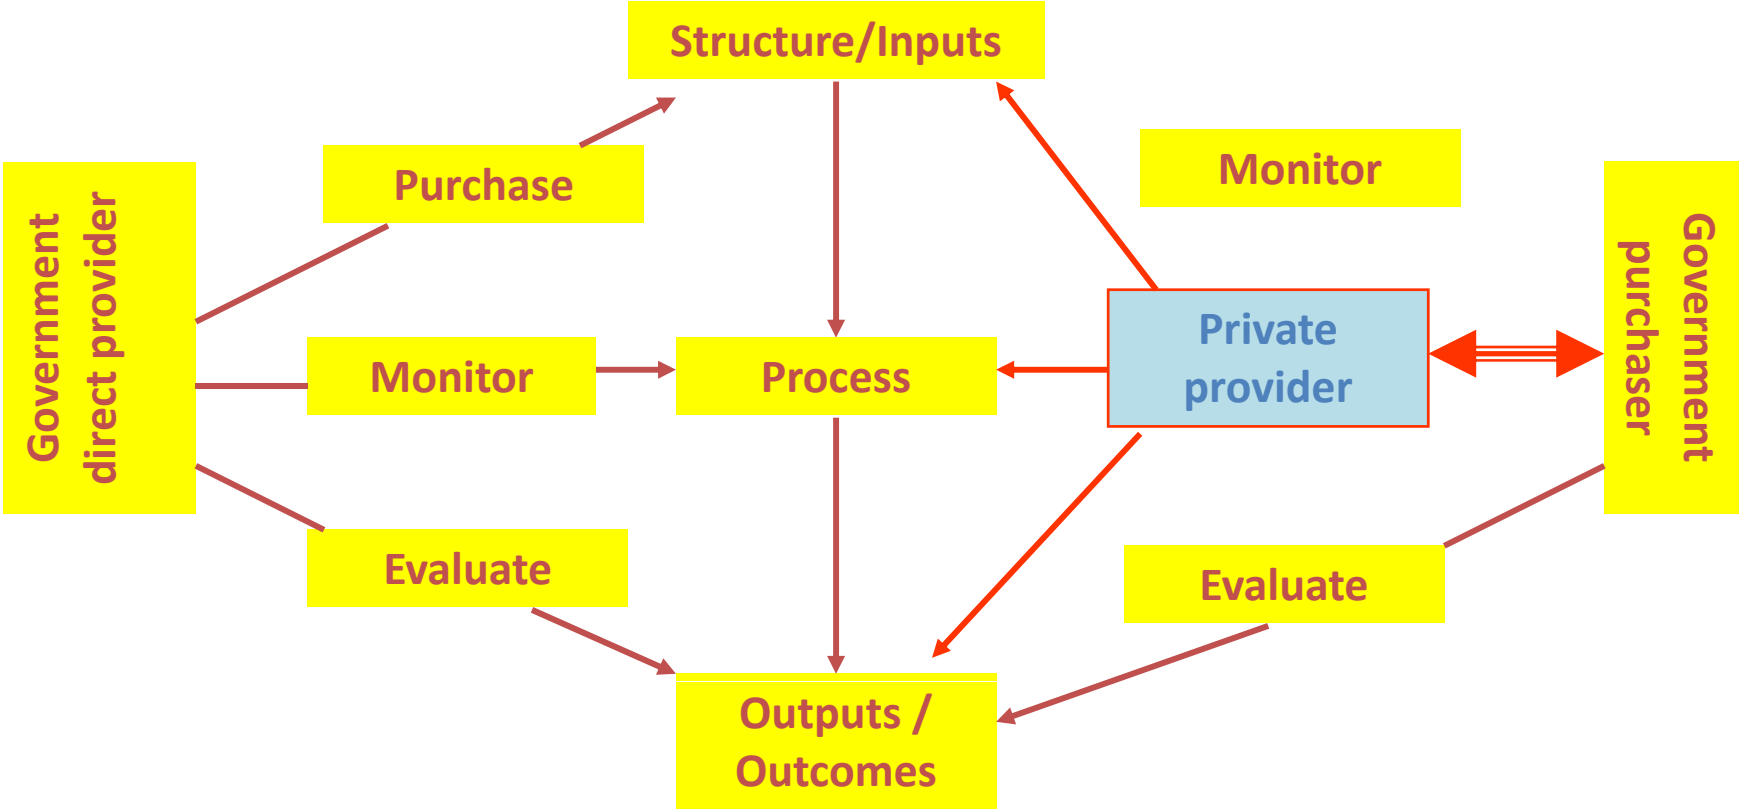 Structure/Inputs
Purchase
Monitor
Government
direct provider
Government
purchaser
Private
provider
Monitor
Process
Evaluate
Evaluate
Outputs /
Outcomes